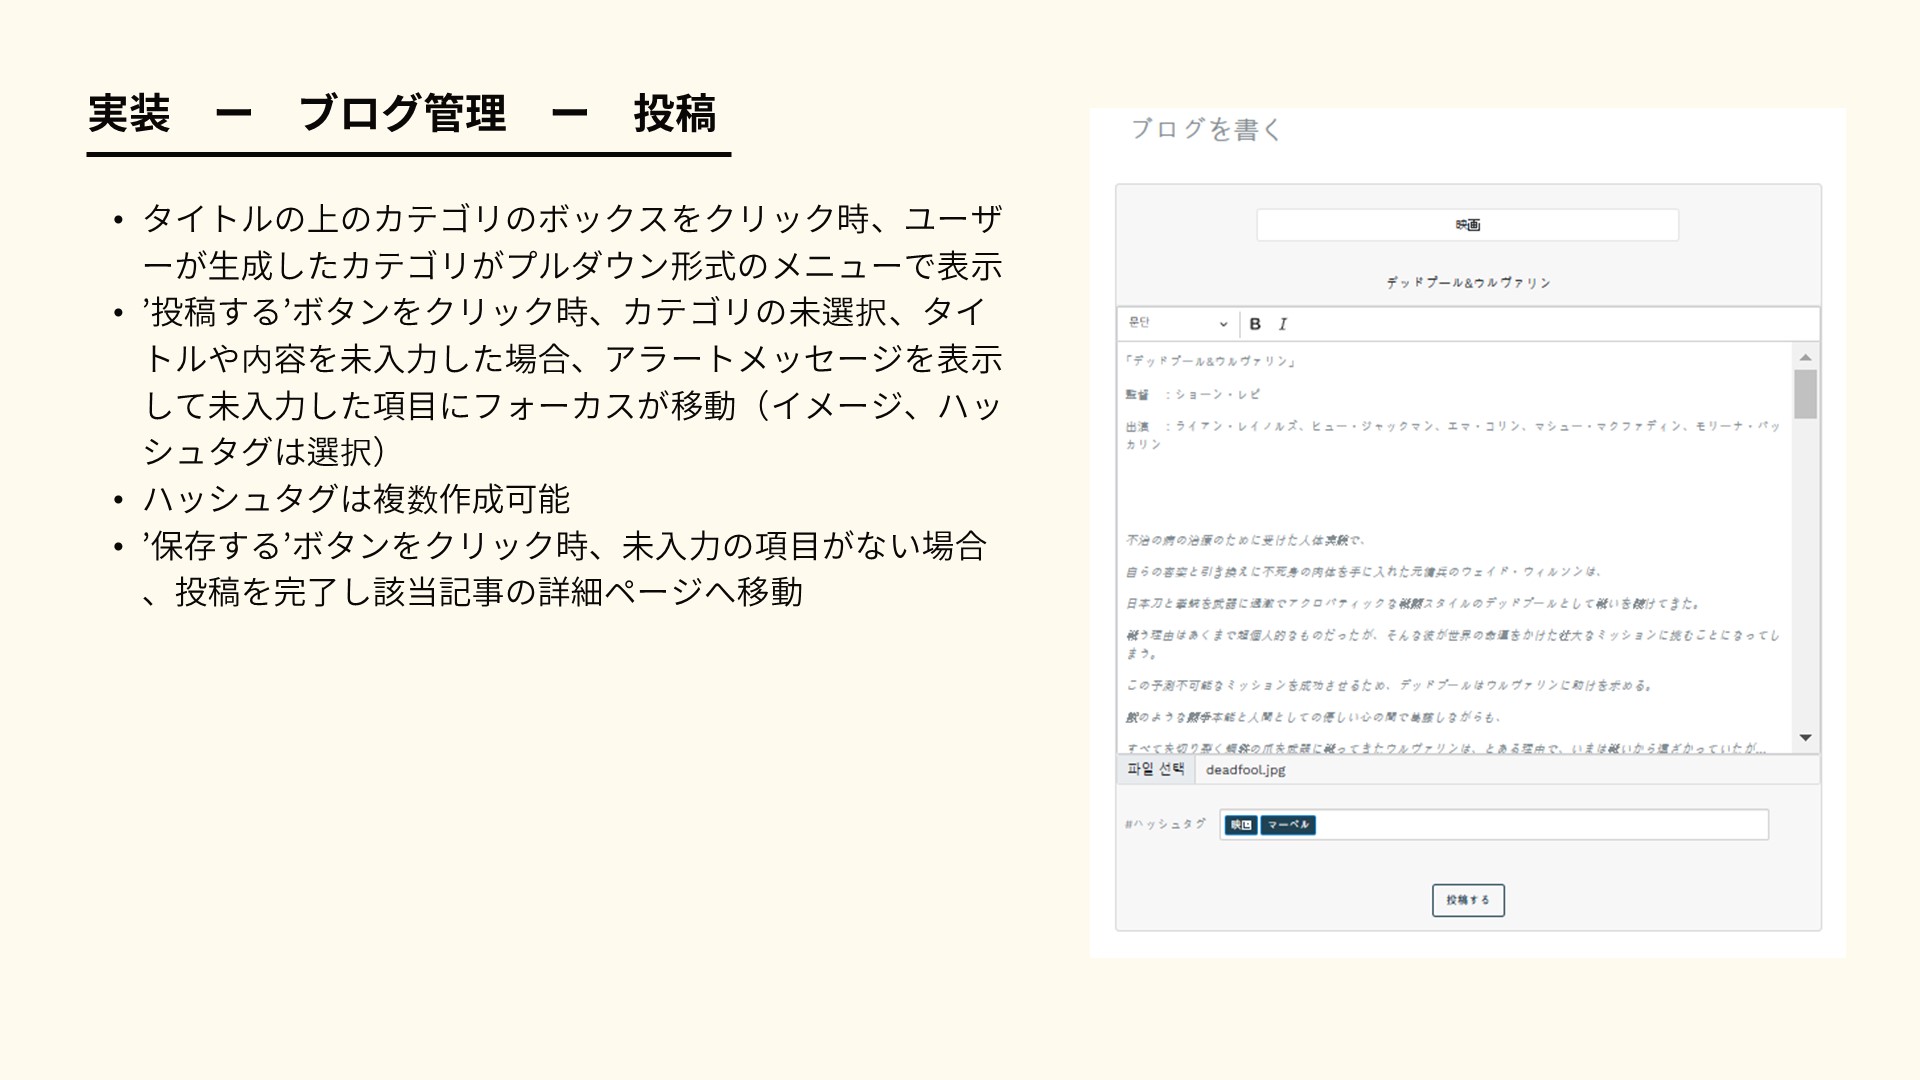 実装　ー　ブログ管理　ー　投稿
• タイトルの上のカテゴリのボックスをクリック時、ユーザ
ーが生成したカテゴリがプルダウン形式のメニューで表示
• ’投稿する’ボタンをクリック時、カテゴリの未選択、タイ
トルや内容を未入力した場合、アラートメッセージを表示
して未入力した項目にフォーカスが移動（イメージ、ハッ
シュタグは選択）
• ハッシュタグは複数作成可能
• ’保存する’ボタンをクリック時、未入力の項目がない場合
、投稿を完了し該当記事の詳細ページへ移動
ブログを書く
映画
デッドプール&ウルヴァリン
문단
B I
「デッドプール&ウルヴァリン」
監督　：ショーン・レビ
出演　：ライアン・レイノルズ、ヒュー・ジャックマン、エマ・コリン、マシュー・マクファディン、モリーナ・バッ
カリン
不治の病の治療のために受けた人体実験で、
自らの容姿と引き換えに不死身の肉体を手に入れた元傭兵のウェイド・ウィルソンは、
日本刀と拳銃を武器に過激でアクロバティックな戦闘スタイルのデッドプールとして戦いを続けてきた。
戦う理由はあくまで超個人的なものだったが、そんな彼が世界の命運をかけた壮大なミッションに挑むことになってし
まう。
この予測不可能なミッションを成功させるため、デッドプールはウルヴァリンに助けを求める。
獣のような闘争本能と人間としての優しい心の間で葛藤しながらも、
すべてを切り裂く鋼鉄の爪を武器に戦ってきたウルヴァリンは、とある理由で、いまは戦いから遠ざかっていたが…
파일 선택 deadfool.jpg
#ハッシュタグ 映画 マーベル
投稿する